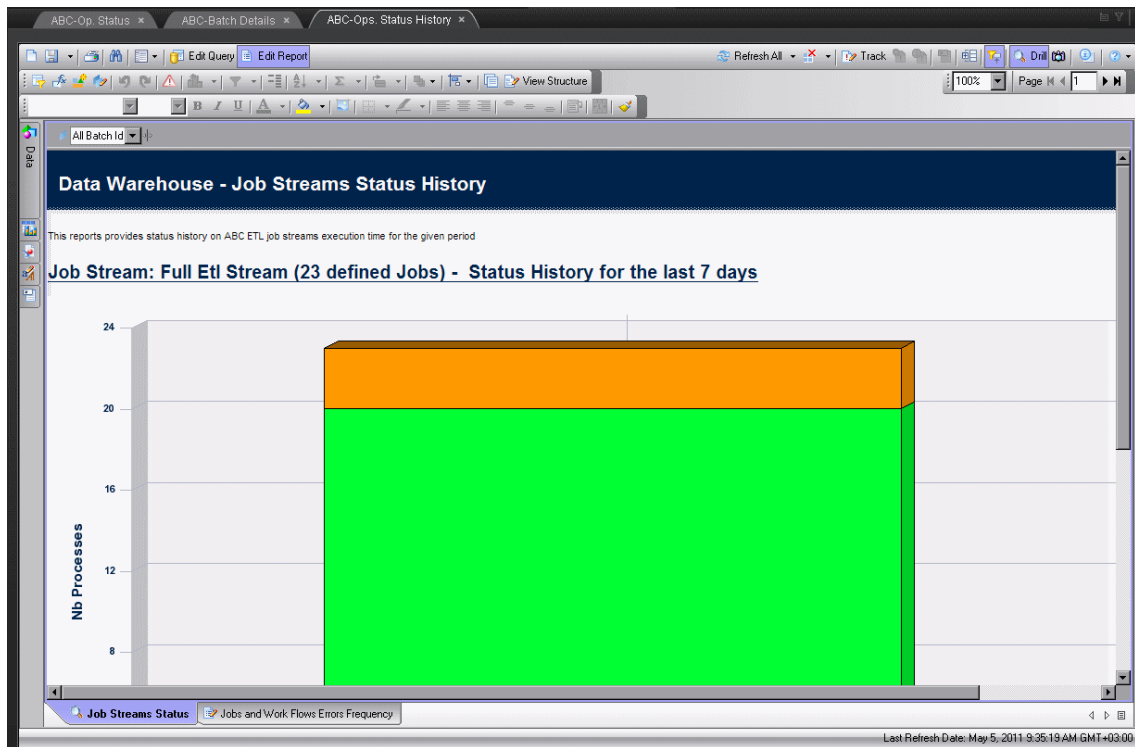 ABC-Op. Status ×
ABC-Batch Details ×
ABC-Ops. Status History ×
Edit Query
Edit Report
Refresh All
Track
Drill
View Structure
100%
Page
1
B I U A
All Batch Id
Data
Data Warehouse - Job Streams Status History
This reports provides status history on ABC ETL job streams execution time for the given period
Job Stream: Full Etl Stream (23 defined Jobs) - Status History for the last 7 days
24
20
16
12
8
Nb Processes
Job Streams Status
Jobs and Work Flows Errors Frequency
Last Refresh Date: May 5, 2011 9:35:19 AM GMT+03:00